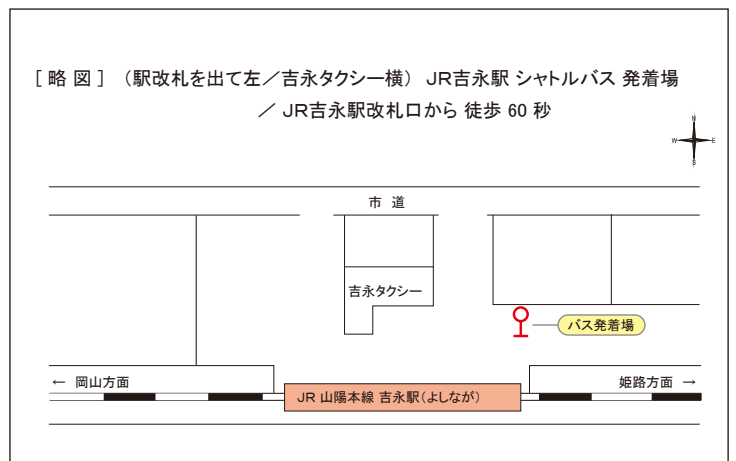 [ 略 図 ] (駅改札を出て左／吉永タクシー横) JR吉永駅 シャトルバス 発着場
／ JR吉永駅改札口から 徒歩 60 秒
N
W
E
S
市 道
吉永タクシー
バス発着場
← 岡山方面
姫路方面 →
JR 山陽本線 吉永駅(よしなが)